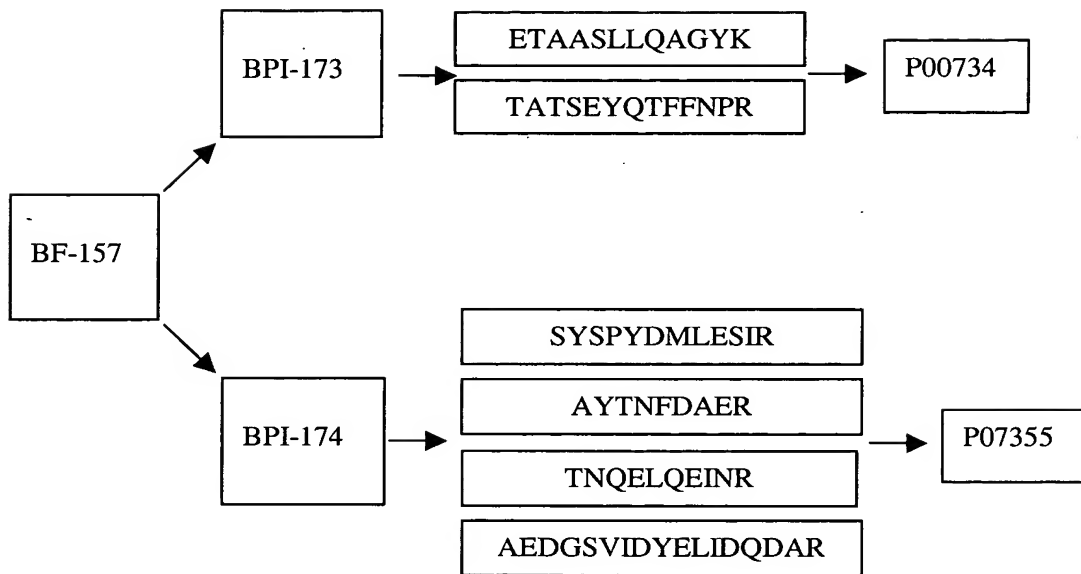 BF-157
BPI-173
ETAASLLQAGYK
TATSEYQTFFNPR
P00734
BPI-174
SYSPYDMLESIR
AYTNFDAER
TNQELQEINR
AEDGSVIDYELIDQDAR
P07355